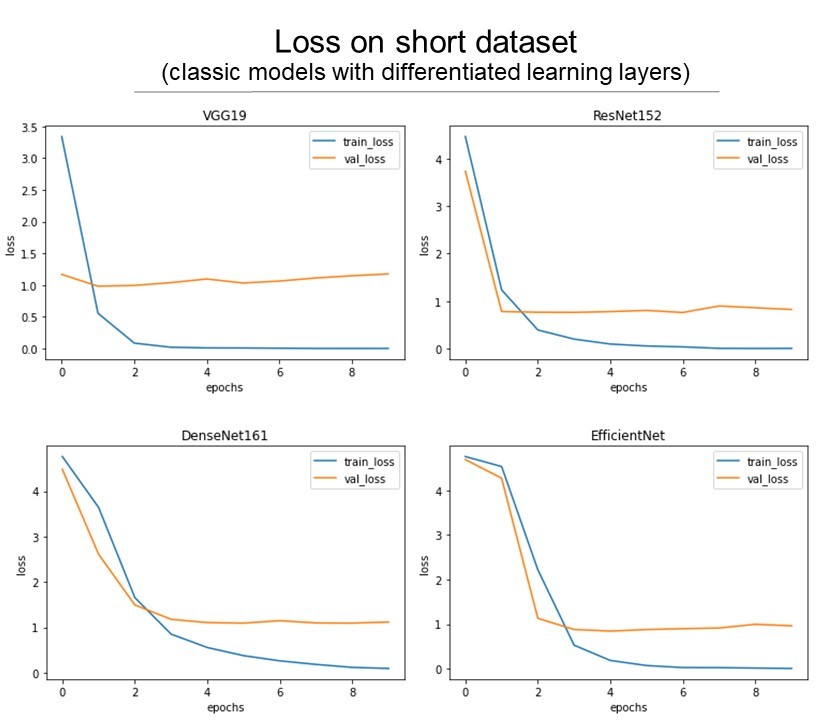 Loss on short dataset
(classic models with differentiated learning layers)
VGG19
3.5
3.0
2.5
2.0
1.5
1.0
0.5
0.0
loss
train_loss
val_loss
0 2 4 6 8
epochs
ResNet152
4
3
2
1
0
loss
train_loss
val_loss
0 2 4 6 8
epochs
DenseNet161
4
3
2
1
0
loss
train_loss
val_loss
0 2 4 6 8
epochs
EfficientNet
4
3
2
1
0
loss
train_loss
val_loss
0 2 4 6 8
epochs